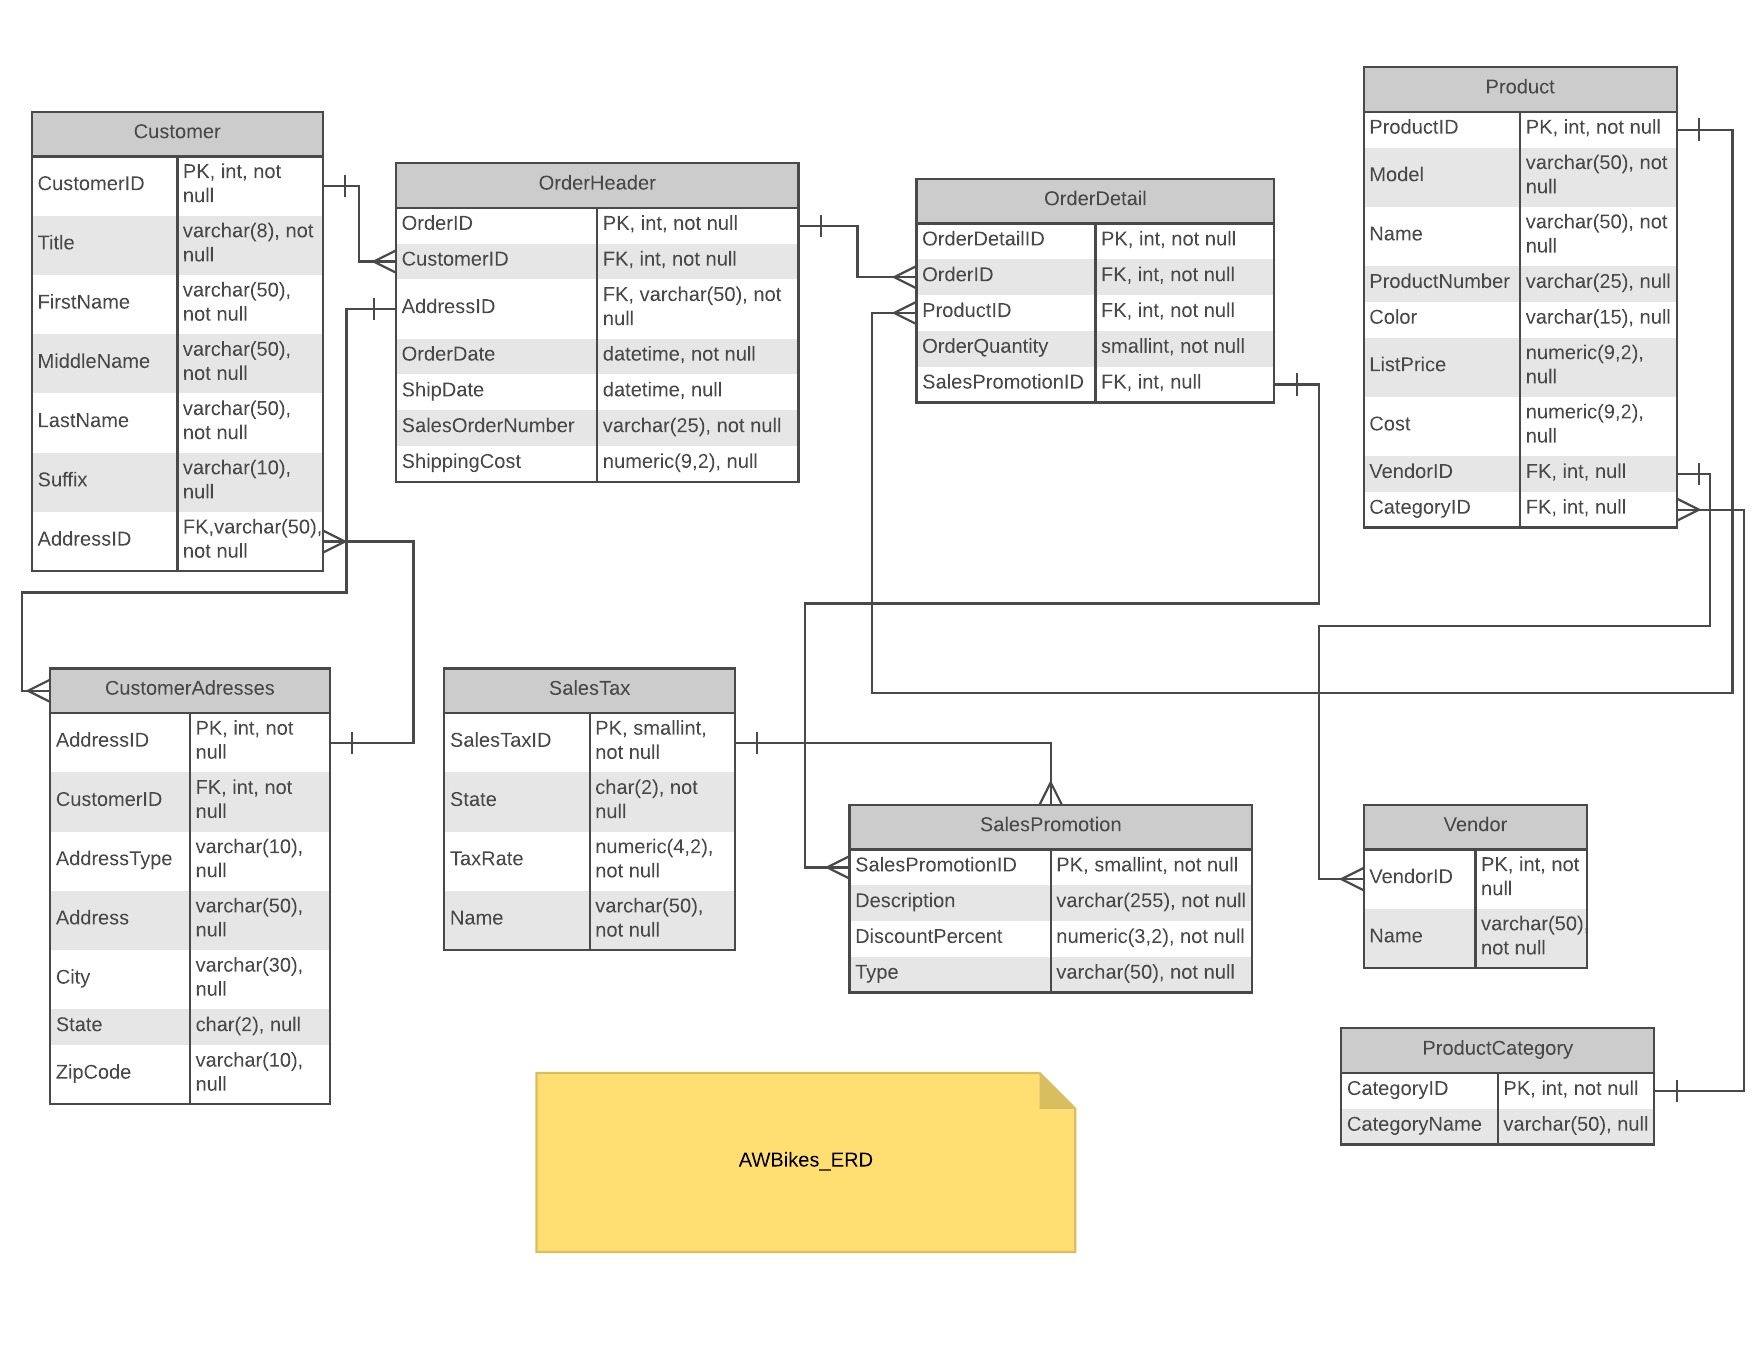 Customer
CustomerID
PK, int, not
null
Title
varchar(8), not
null
FirstName
varchar(50),
not null
MiddleName
varchar(50),
not null
LastName
varchar(50),
not null
Suffix
varchar(10),
null
AddressID
FK,varchar(50),
not null
OrderHeader
OrderID
PK, int, not null
CustomerID
FK, int, not null
AddressID
FK, varchar(50), not
null
OrderDate
datetime, not null
ShipDate
datetime, null
SalesOrderNumber
varchar(25), not null
ShippingCost
numeric(9,2), null
OrderDetail
OrderDetailID
PK, int, not null
OrderID
FK, int, not null
ProductID
FK, int, not null
OrderQuantity
smallint, not null
SalesPromotionID
FK, int, null
Product
ProductID
PK, int, not null
Model
varchar(50), not
null
Name
varchar(50), not
null
ProductNumber
varchar(25), null
Color
varchar(15), null
ListPrice
numeric(9,2),
null
Cost
numeric(9,2),
null
VendorID
FK, int, null
CategoryID
FK, int, null
CustomerAdresses
AddressID
PK, int, not
null
CustomerID
FK, int, not
null
AddressType
varchar(10),
null
Address
varchar(50),
null
City
varchar(30),
null
State
char(2), null
ZipCode
varchar(10),
null
SalesTax
SalesTaxID
PK, smallint,
not null
State
char(2), not
null
TaxRate
numeric(4,2),
not null
Name
varchar(50),
not null
SalesPromotion
SalesPromotionID
PK, smallint, not null
Description
varchar(255), not null
DiscountPercent
numeric(3,2), not null
Type
varchar(50), not null
Vendor
VendorID
PK, int, not
null
Name
varchar(50),
not null
ProductCategory
CategoryID
PK, int, not null
CategoryName
varchar(50), null
AWBikes_ERD